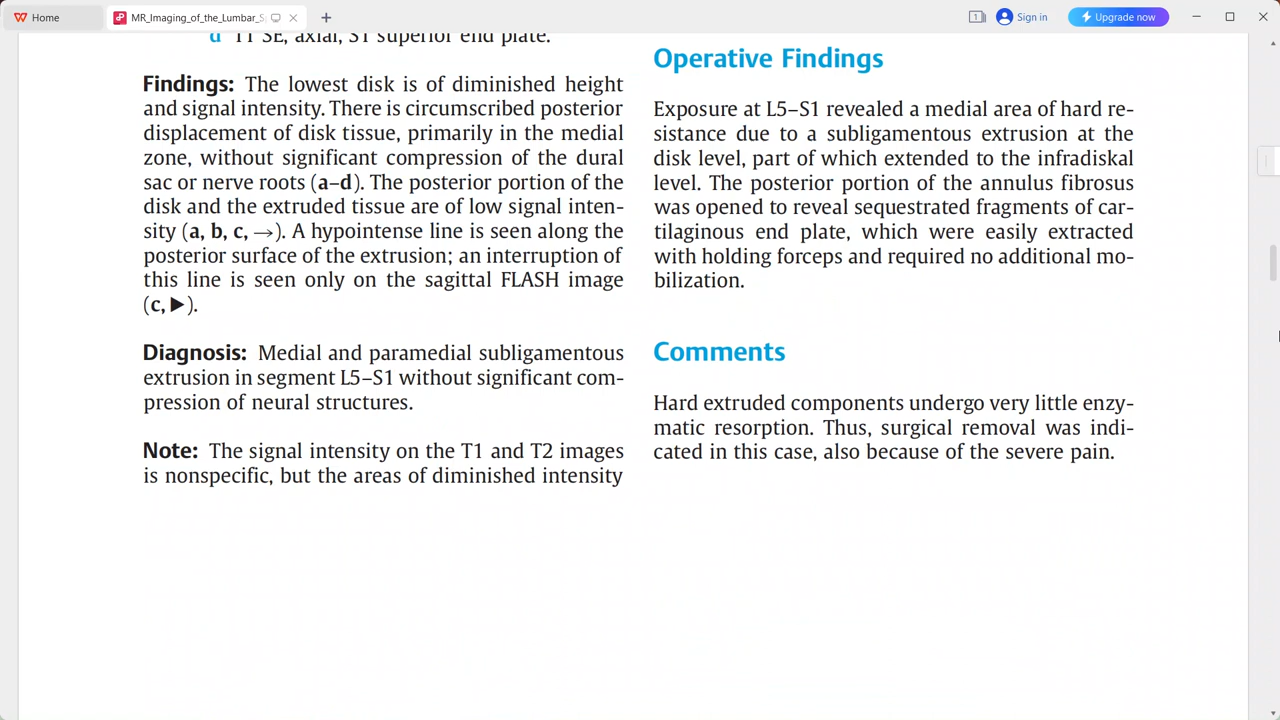 Home
MR_Imaging_of_the_Lumbar_S
1
Sign in
Upgrade now
d T1 SE, axial, S1 superior end plate.
Findings: The lowest disk is of diminished height
and signal intensity. There is circumscribed posterior
displacement of disk tissue, primarily in the medial
zone, without significant compression of the dural
sac or nerve roots (a–d). The posterior portion of the
disk and the extruded tissue are of low signal inten-
sity (a, b, c, →). A hypointense line is seen along the
posterior surface of the extrusion; an interruption of
this line is seen only on the sagittal FLASH image
(c, ▶).
Diagnosis: Medial and paramedial subligamentous
extrusion in segment L5–S1 without significant com-
pression of neural structures.
Note: The signal intensity on the T1 and T2 images
is nonspecific, but the areas of diminished intensity
Operative Findings
Exposure at L5–S1 revealed a medial area of hard re-
sistance due to a subligamentous extrusion at the
disk level, part of which extended to the infradiskal
level. The posterior portion of the annulus fibrosus
was opened to reveal sequestrated fragments of car-
tilaginous end plate, which were easily extracted
with holding forceps and required no additional mo-
bilization.
Comments
Hard extruded components undergo very little enzy-
matic resorption. Thus, surgical removal was indi-
cated in this case, also because of the severe pain.